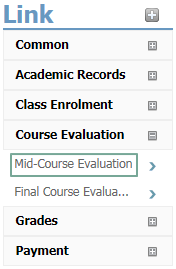 Link
Common
Academic Records
Class Enrolment
Course Evaluation
Mid-Course Evaluation
Final Course Evalua...
Grades
Payment